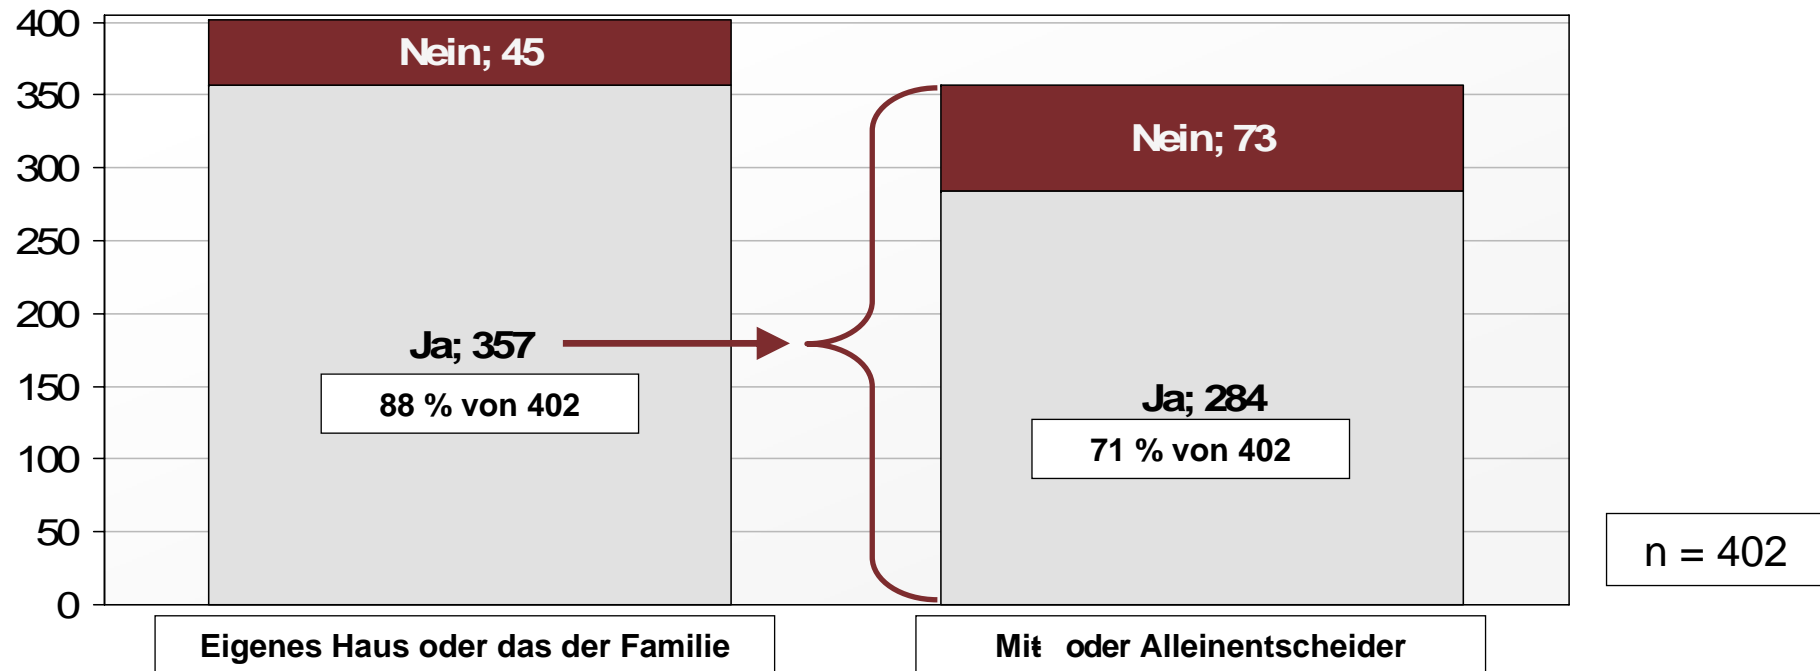 400
350
300
250
200
150
100
50
0
Nein; 45
Ja; 357
88 % von 402
Nein; 73
Ja; 284
71 % von 402
n = 402
Eigenes Haus oder das der Familie
Mit- oder Alleinentscheider